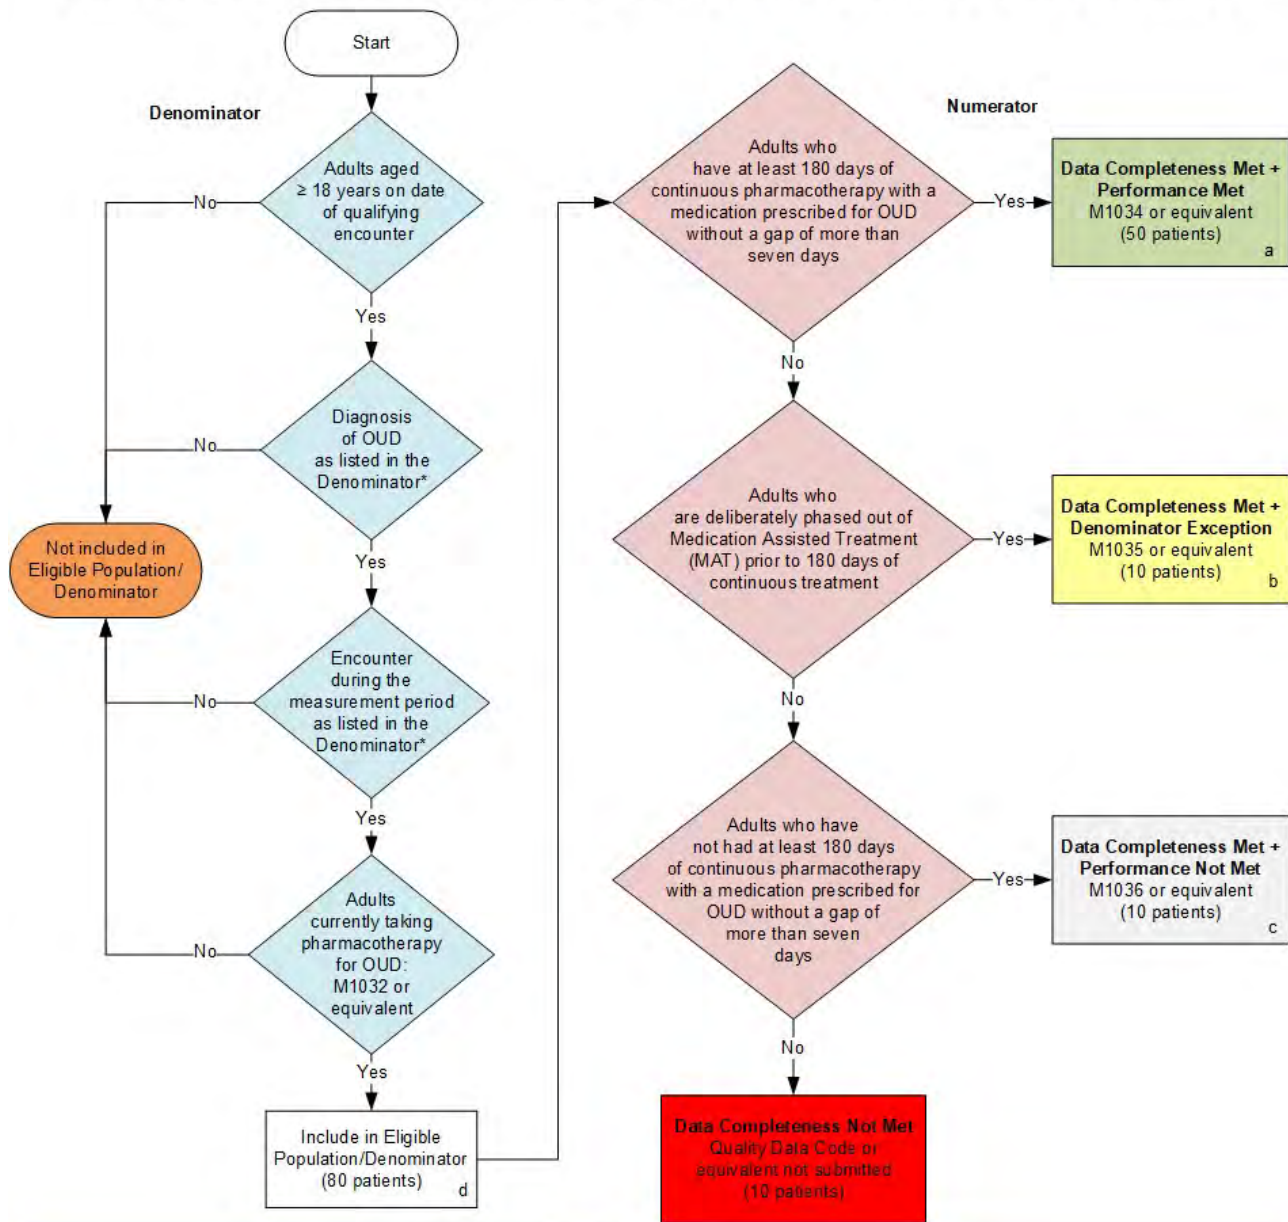 Start
Denominator
Adults aged
≥ 18 years on date
of qualifying
encounter
No
Yes
Diagnosis
of OUD
as listed in the
Denominator*
No
Yes
Not included in
Eligible Population/
Denominator
Encounter
during the
measurement period
as listed in the
Denominator*
No
Yes
Adults
currently taking
pharmacotherapy
for OUD:
M1032 or
equivalent
No
Yes
Include in Eligible
Population/Denominator
(80 patients)
d
Numerator
Adults who
have at least 180 days of
continuous pharmacotherapy with a
medication prescribed for OUD
without a gap of more than
seven days
Yes
Data Completeness Met +
Performance Met
M1034 or equivalent
(50 patients)
a
No
Adults who
are deliberately phased out of
Medication Assisted Treatment
(MAT) prior to 180 days of
continuous treatment
Yes
Data Completeness Met +
Denominator Exception
M1035 or equivalent
(10 patients)
b
No
Adults who have
not had at least 180 days
of continuous pharmacotherapy
with a medication prescribed for
OUD without a gap of
more than seven
days
Yes
Data Completeness Met +
Performance Not Met
M1036 or equivalent
(10 patients)
c
No
Data Completeness Not Met
Quality Data Code or
equivalent not submitted
(10 patients)